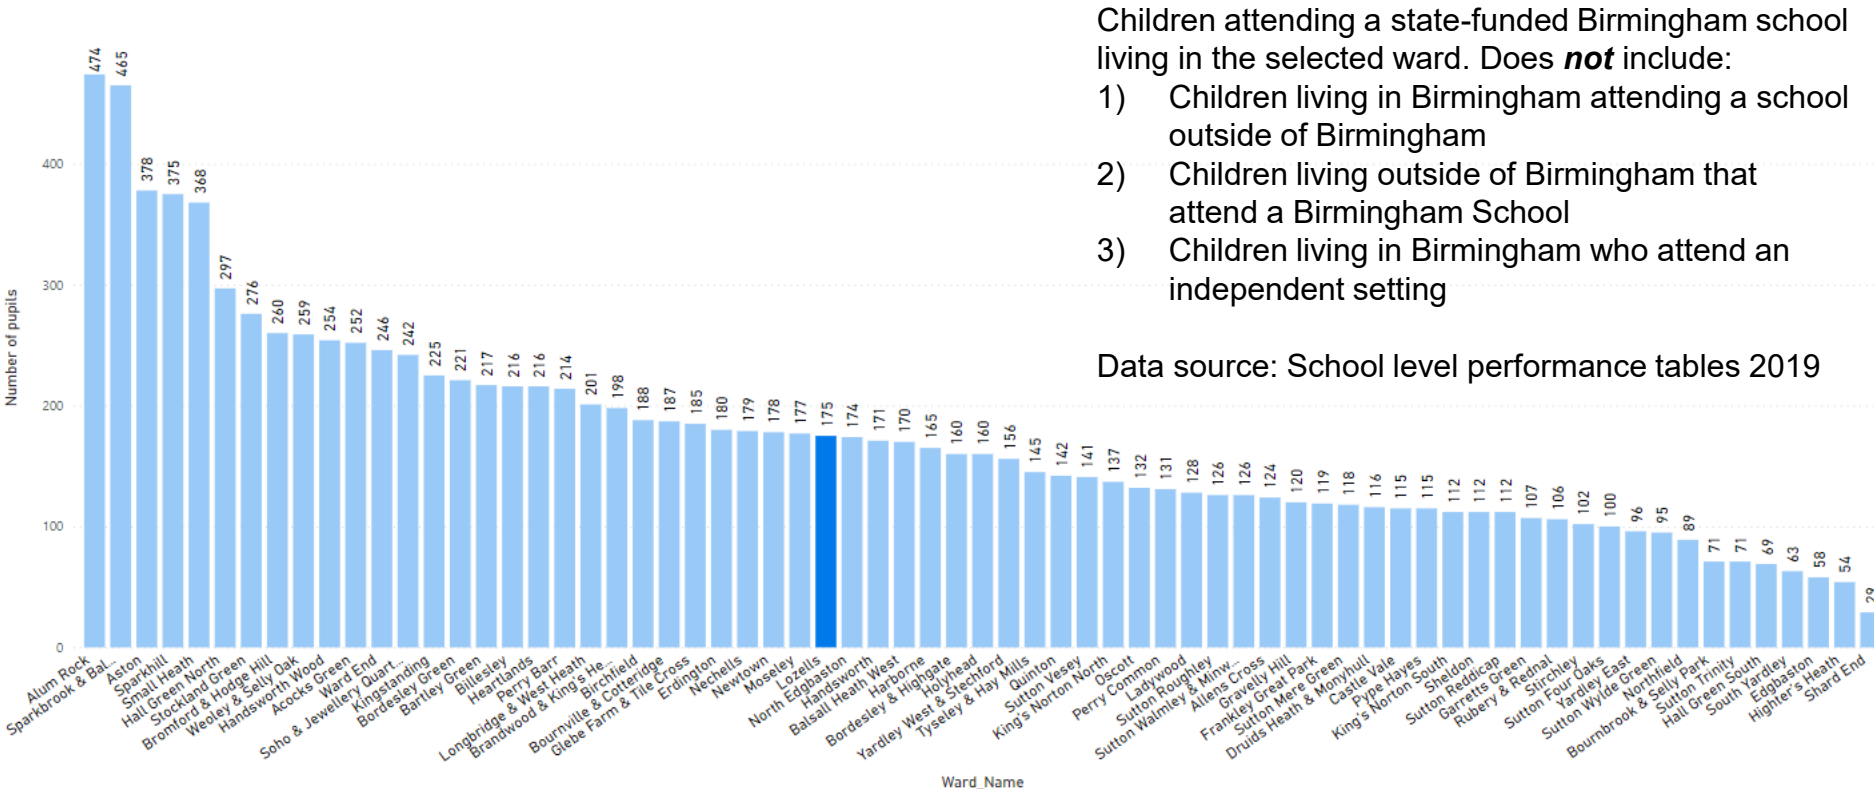 Children attending a state-funded Birmingham school
living in the selected ward. Does not include:
1) Children living in Birmingham attending a school
outside of Birmingham
2) Children living outside of Birmingham that
attend a Birmingham School
3) Children living in Birmingham who attend an
independent setting
Data source: School level performance tables 2019
Number of pupils
400
300
200
100
0
474
465
378
375
368
297
276
260
259
254
252
246
242
225
221
217
216
216
214
201
198
188
187
185
180
179
178
177
175
174
171
170
165
160
160
156
145
142
141
137
132
131
128
126
126
124
120
119
118
116
115
115
112
112
112
107
106
102
100
96
95
89
71
71
69
63
58
54
29
Alum Rock
Sparkbrook & Bal...
Aston
Sparkhill
Small Heath
Hall Green North
Stockland Green
Bromford & Hodge Hill
Weoley & Selly Oak
Handsworth Wood
Acocks Green
Ward End
Soho & Jewellery Quart...
Kingstanding
Bordesley Green
Bartley Green
Billesley
Heartlands
Perry Barr
Longbridge & West Heath
Brandwood & King's He...
Birchfield
Bournville & Cotteridge
Glebe Farm & Tile Cross
Erdington
Nechells
Newtown
Moseley
Lozells
North Edgbaston
Handsworth
Balsall Heath West
Harborne
Bordesley & Highgate
Holyhead
Yardley West & Stechford
Tyseley & Hay Mills
Quinton
Sutton Vesey
King's Norton North
Oscott
Perry Common
Ladywood
Sutton Roughley
Sutton Walmley & Minw...
Allens Cross
Gravelly Hill
Frankley Great Park
Sutton Mere Green
Druids Heath & Monyhull
Castle Vale
Pype Hayes
King's Norton South
Sheldon
Sutton Reddicap
Garretts Green
Rubery & Rednal
Stirchley
Sutton Four Oaks
Yardley East
Sutton Wylde Green
Northfield
Bournbrook & Selly Park
Sutton Trinity
Hall Green South
South Yardley
Edgbaston
Highter's Heath
Shard End
Ward_Name